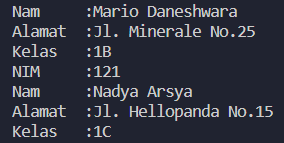 Nam    :Mario Daneshwara
Alamat :Jl. Minerale No.25
Kelas  :1B
NIM    :121
Nam    :Nadya Arsya
Alamat :Jl. Hellopanda No.15
Kelas  :1C